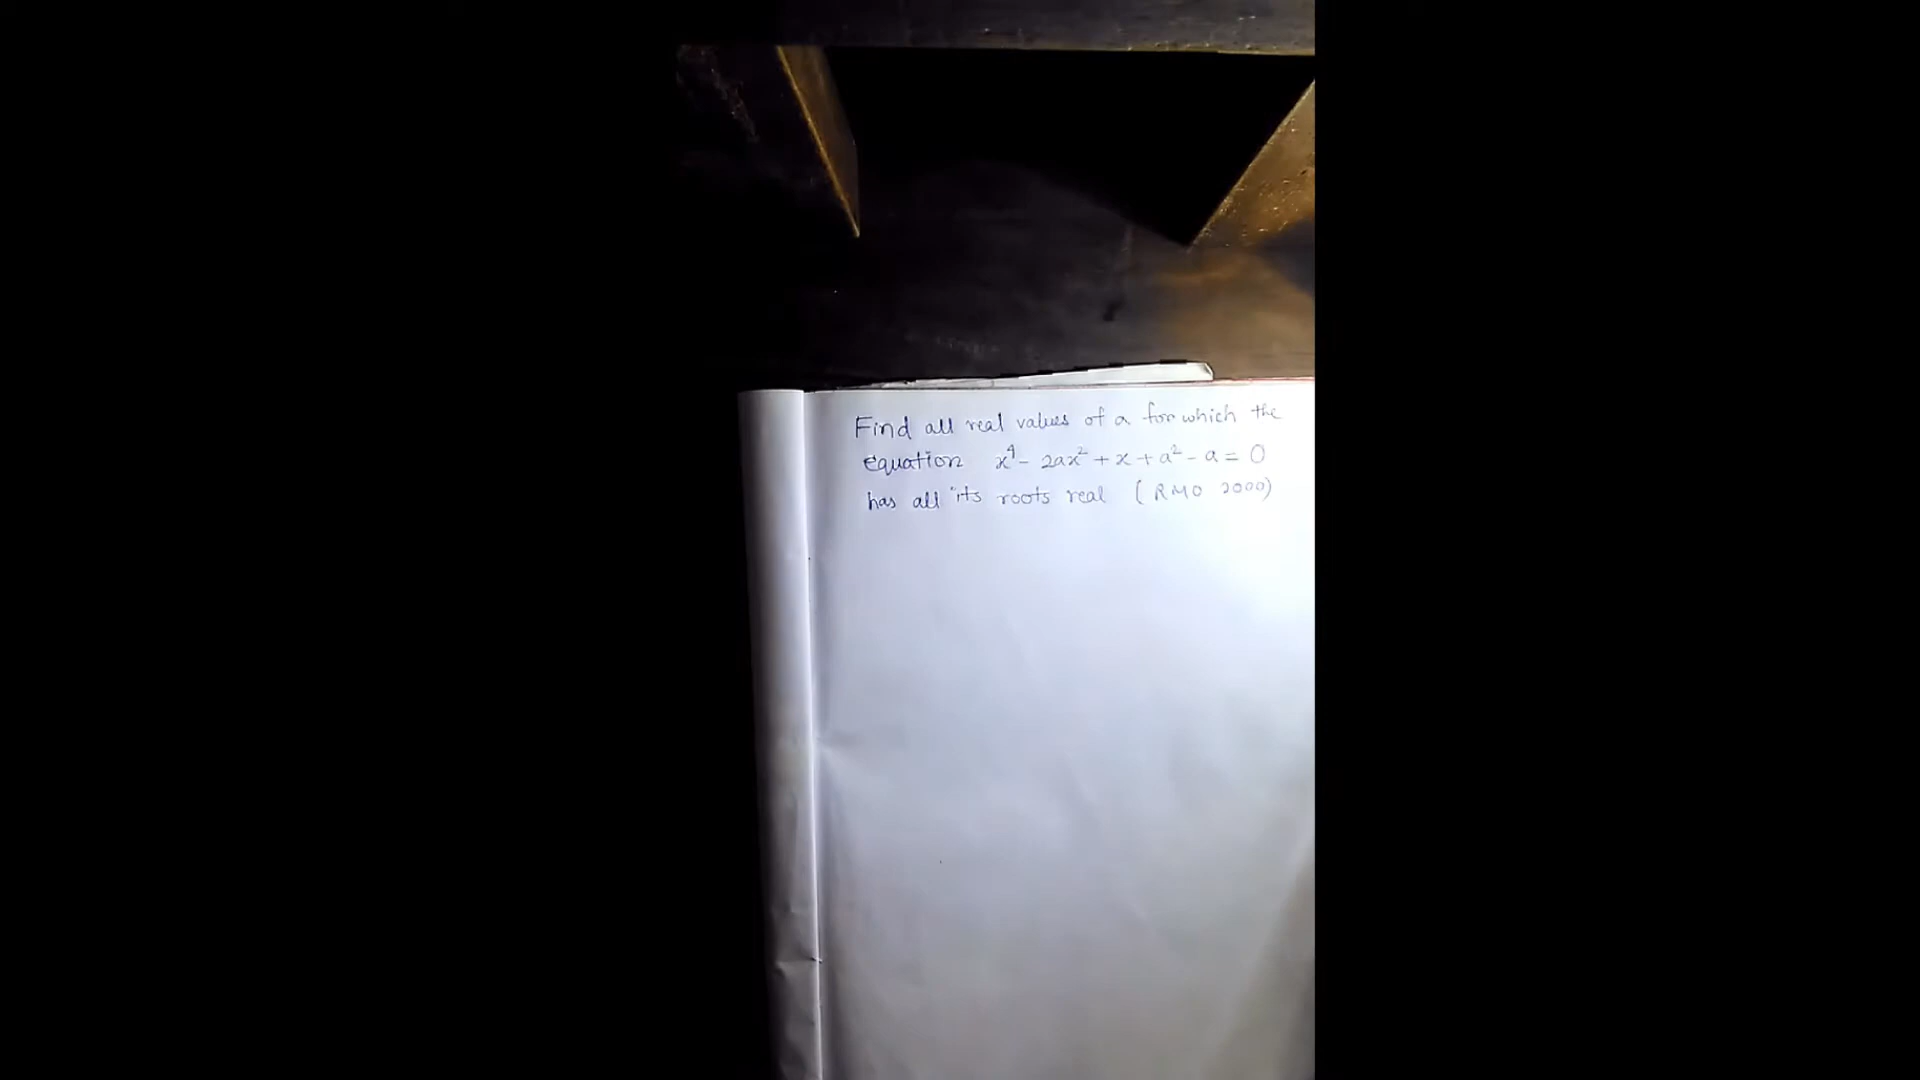 Find all real values of a for which the
equation x⁴- 2ax²+x+a²-a=0
has all its roots real (RMO 2000)